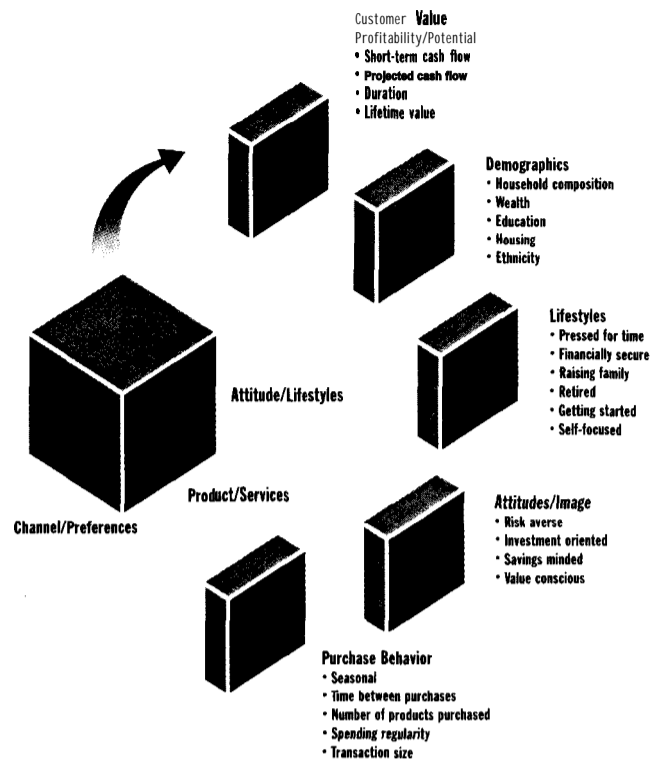 Customer Value
Profitability/Potential
• Short-term cash flow
• Projected cash flow
• Duration
• Lifetime value
Demographics
• Household composition
• Wealth
• Education
• Housing
• Ethnicity
Lifestyles
• Pressed for time
• Financially secure
• Raising family
• Retired
• Getting started
• Self-focused
Attitude/Lifestyles
Product/Services
Channel/Preferences
Attitudes/Image
• Risk averse
• Investment oriented
• Savings minded
• Value conscious
Purchase Behavior
• Seasonal
• Time between purchases
• Number of products purchased
• Spending regularity
• Transaction size